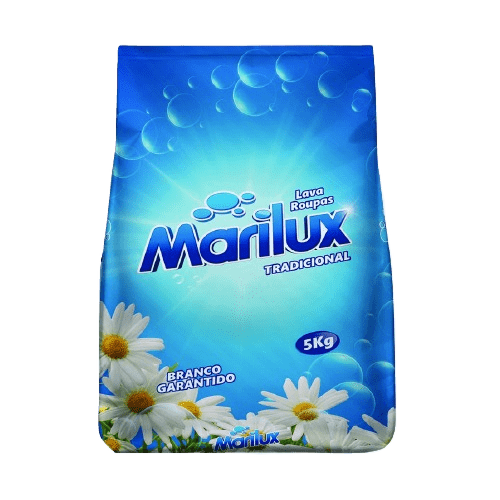 Lava
Roupas
Marilux
TRADICIONAL
5Kg
BRANCO
GARANTIDO
Marilux